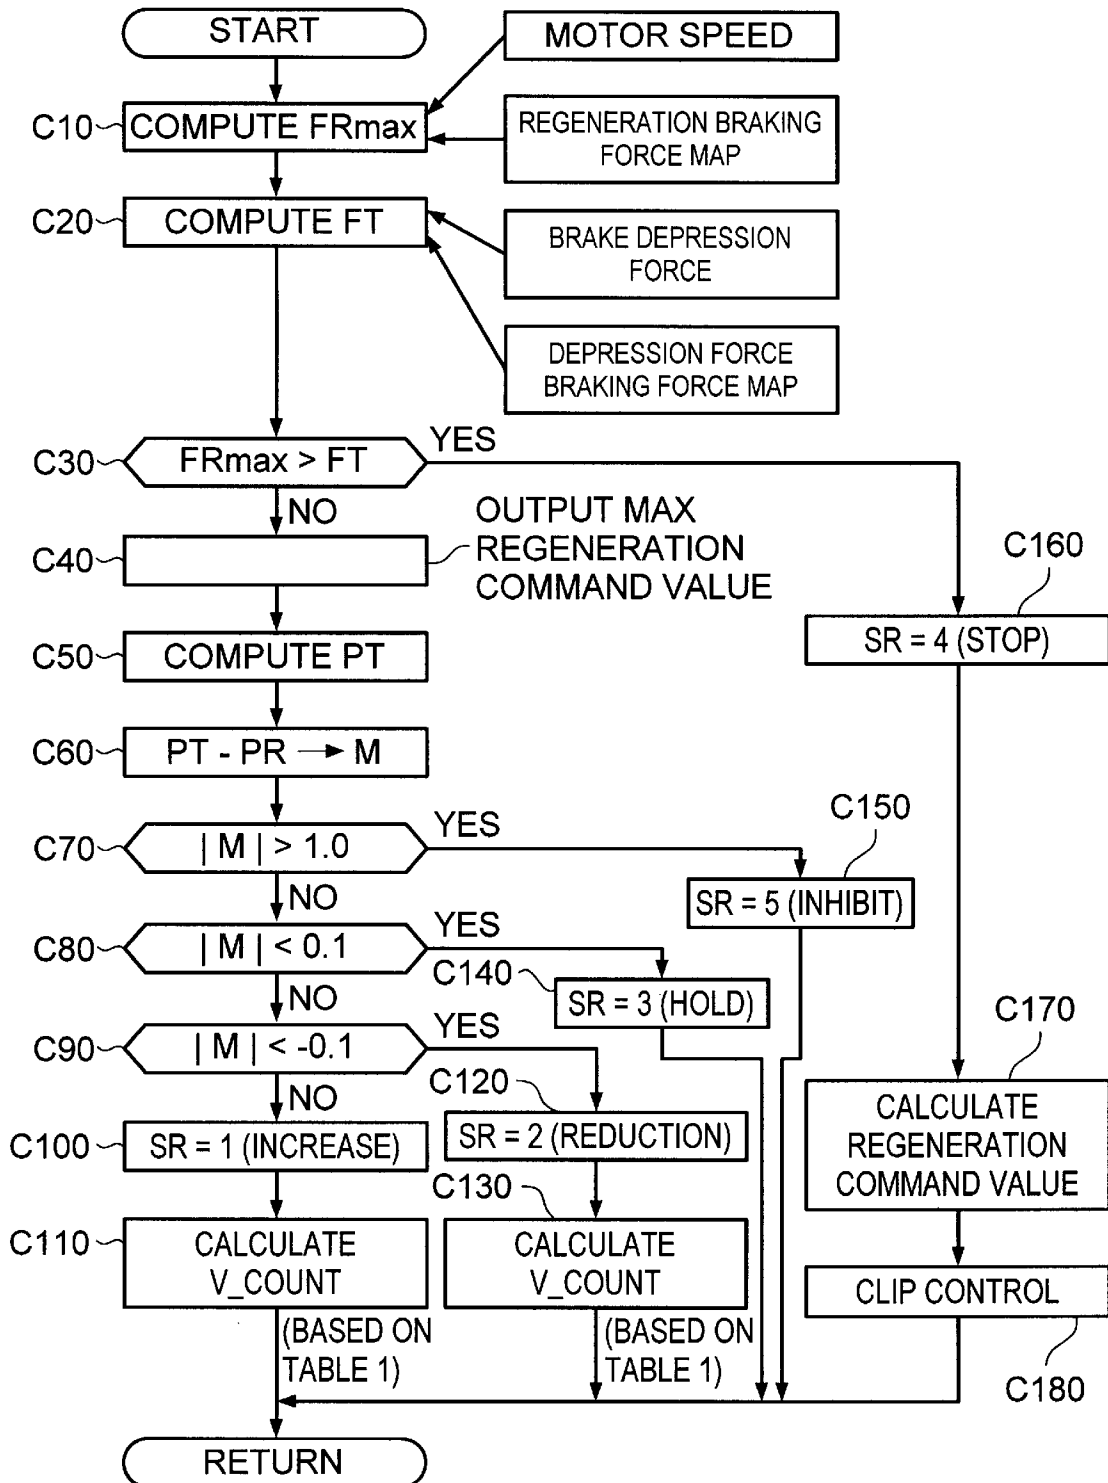 START
MOTOR SPEED
C10
COMPUTE FRmax
REGENERATION BRAKING
FORCE MAP
C20
COMPUTE FT
BRAKE DEPRESSION
FORCE
DEPRESSION FORCE
BRAKING FORCE MAP
C30
FRmax > FT
YES
NO
C40
OUTPUT MAX
REGENERATION
COMMAND VALUE
C160
SR = 4 (STOP)
C50
COMPUTE PT
C60
PT - PR → M
C70
| M | > 1.0
YES
C150
SR = 5 (INHIBIT)
NO
C80
| M | < 0.1
YES
C140
SR = 3 (HOLD)
NO
C90
| M | < -0.1
YES
C170
CALCULATE
REGENERATION
COMMAND VALUE
NO
C120
SR = 2 (REDUCTION)
C100
SR = 1 (INCREASE)
C130
CALCULATE
V_COUNT
C110
CALCULATE
V_COUNT
CLIP CONTROL
(BASED ON
TABLE 1)
(BASED ON
TABLE 1)
C180
RETURN